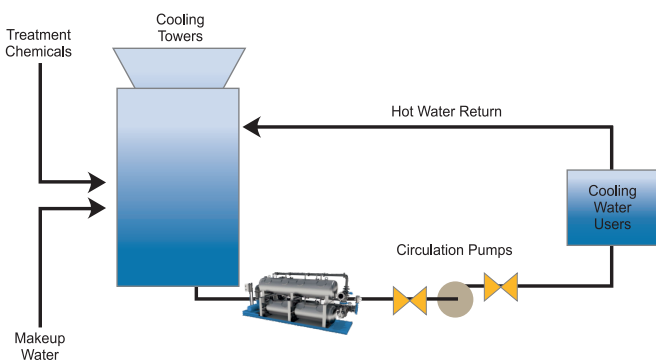 Cooling
Towers
Treatment
Chemicals
Hot Water Return
Cooling
Water
Users
Circulation Pumps
Makeup
Water